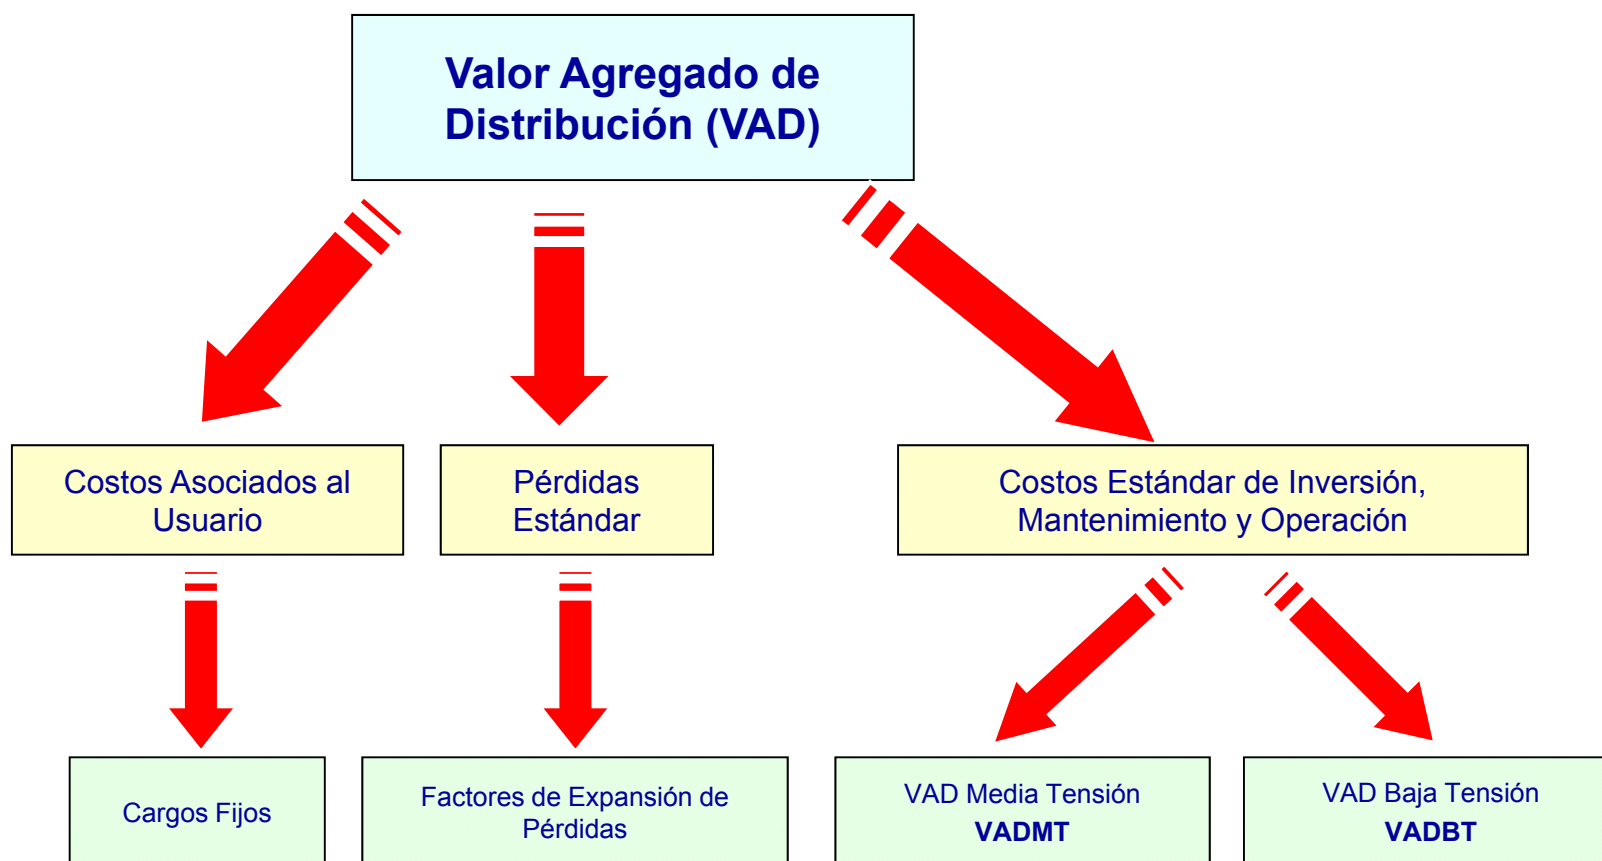 Valor Agregado de
Distribución (VAD)
Costos Asociados al
Usuario
Pérdidas
Estándar
Costos Estándar de Inversión,
Mantenimiento y Operación
Cargos Fijos
Factores de Expansión de
Pérdidas
VAD Media Tensión
VADMT
VAD Baja Tensión
VADBT